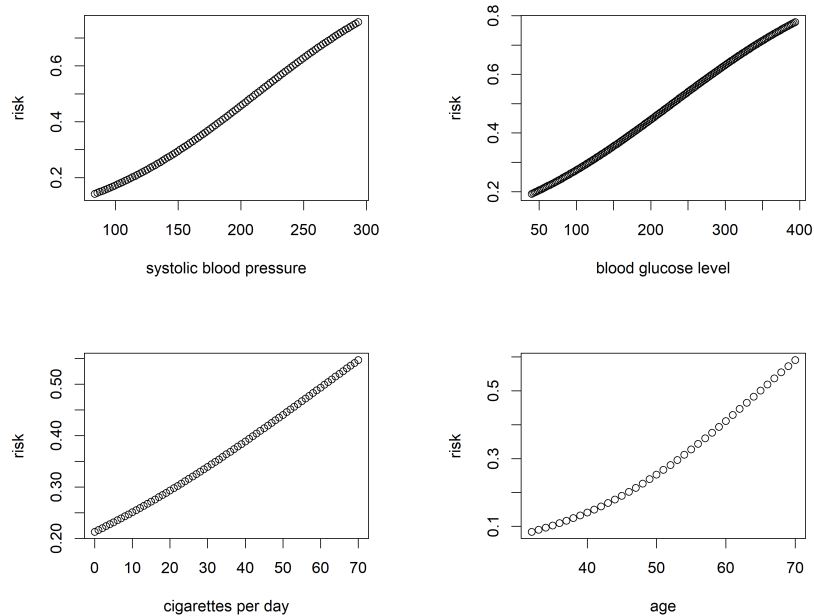 risk
0.2 0.4 0.6
100 150 200 250 300
systolic blood pressure
risk
0.2 0.4 0.6 0.8
50 100 200 300 400
blood glucose level
risk
0.20 0.30 0.40 0.50
0 10 20 30 40 50 60 70
cigarettes per day
risk
0.1 0.3 0.5
40 50 60 70
age